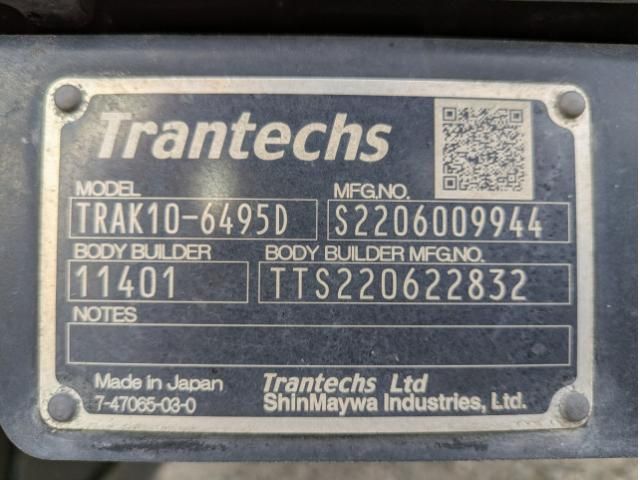 Trantechs
MODEL MFG.NO.
TRAK10-6495D S2206009944
BODY BUILDER BODY BUILDER MFG.NO.
11401 TTS220622832
NOTES
Made in Japan Trantechs Ltd
7-47065-03-0 ShinMaywa Industries, Ltd.